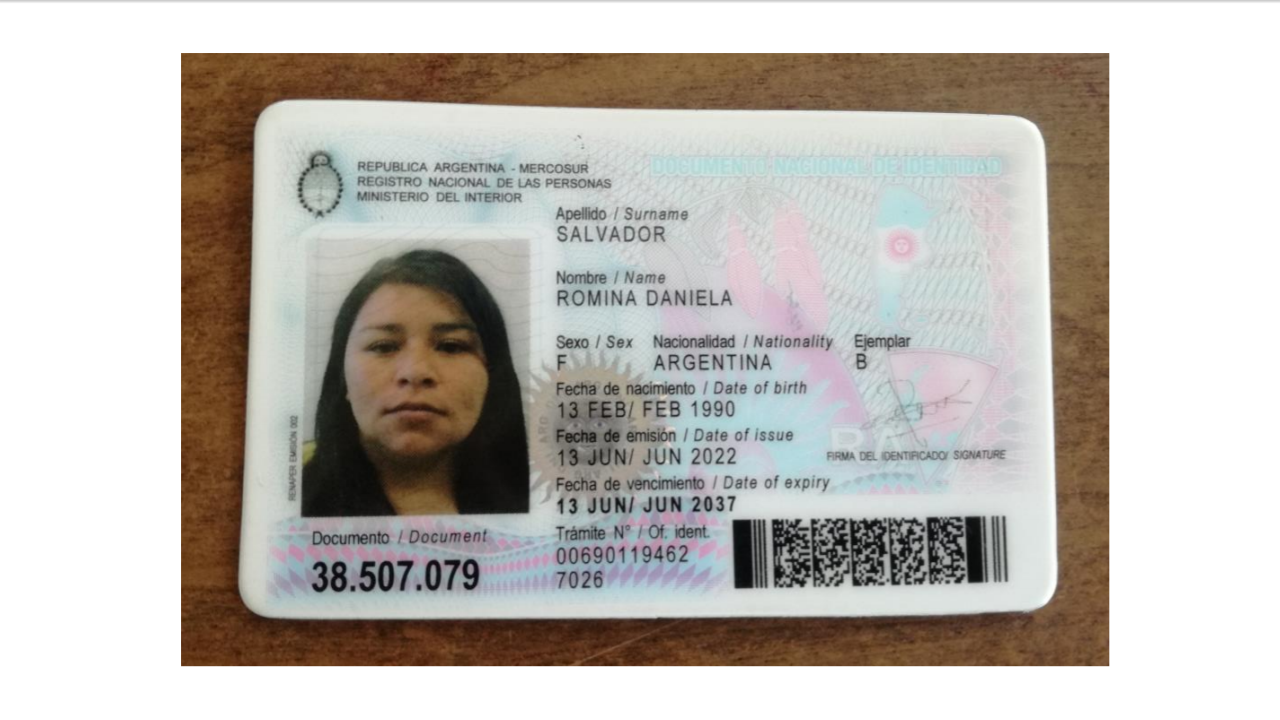 REPUBLICA ARGENTINA - MERCOSUR
REGISTRO NACIONAL DE LAS PERSONAS
MINISTERIO DEL INTERIOR
DOCUMENTO NACIONAL DE IDENTIDAD
Apellido / Surname
SALVADOR
Nombre / Name
ROMINA DANIELA
Sexo / Sex Nacionalidad / Nationality Ejemplar
F ARGENTINA B
Fecha de nacimiento / Date of birth
13 FEB/ FEB 1990
Fecha de emisión / Date of issue
13 JUN/ JUN 2022
FIRMA DEL IDENTIFICADO/ SIGNATURE
Fecha de vencimiento / Date of expiry
13 JUN/ JUN 2037
Trámite N° / Of. ident.
00690119462
7026
Documento / Document
38.507.079
RENAPER EMISIÓN 002
RA